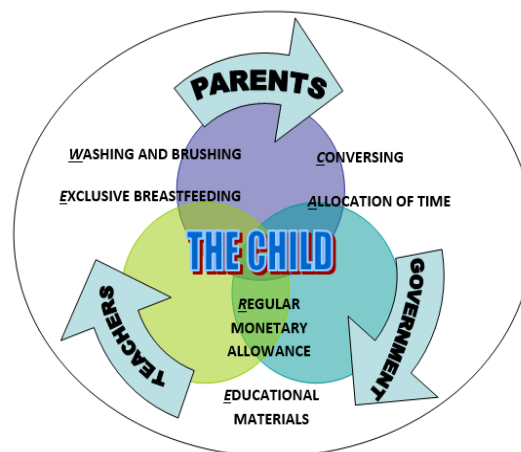 PARENTS
WASHING AND BRUSHING
CONVERSING
EXCLUSIVE BREASTFEEDING
ALLOCATION OF TIME
THE CHILD
TEACHERS
GOVERNMENT
REGULAR
MONETARY
ALLOWANCE
EDUCATIONAL
MATERIALS